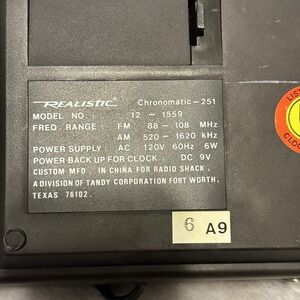 REALISTIC Chronomatic - 251
MODEL NO. : 12 - 1559
FREQ. RANGE : FM 88 - 108 MHz
AM 520 - 1620 kHz
POWER SUPPLY : AC 120V 60Hz 6W
POWER BACK UP FOR CLOCK : DC 9V
CUSTOM MFD. IN CHINA FOR RADIO SHACK,
A DIVISION OF TANDY CORPORATION FORT WORTH,
TEXAS 76102.
6 A9
LIST
CLOC